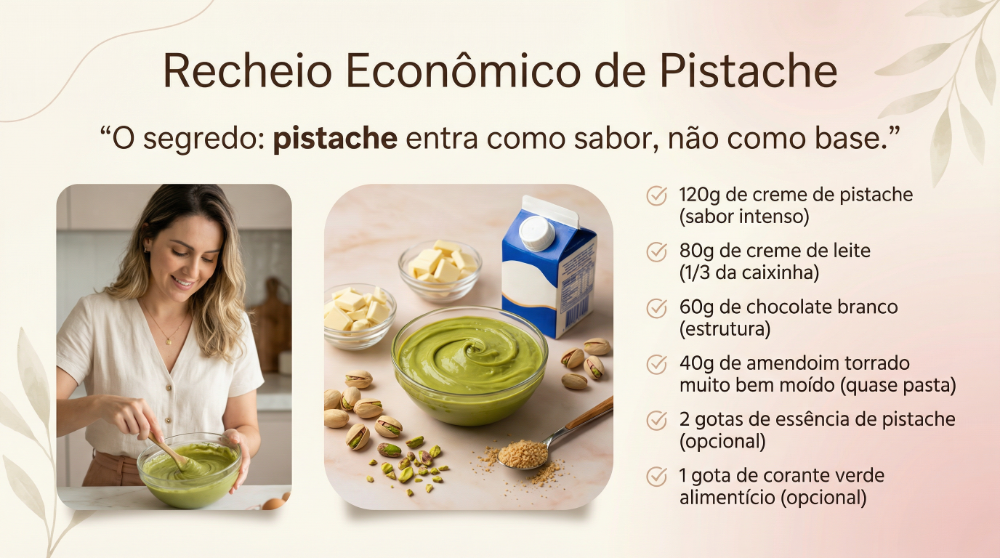 Recheio Econômico de Pistache
“O segredo: pistache entra como sabor, não como base.”
120g de creme de pistache
(sabor intenso)
80g de creme de leite
(1/3 da caixinha)
60g de chocolate branco
(estrutura)
40g de amendoim torrado
muito bem moído (quase pasta)
2 gotas de essência de pistache
(opcional)
1 gota de corante verde
alimentício (opcional)